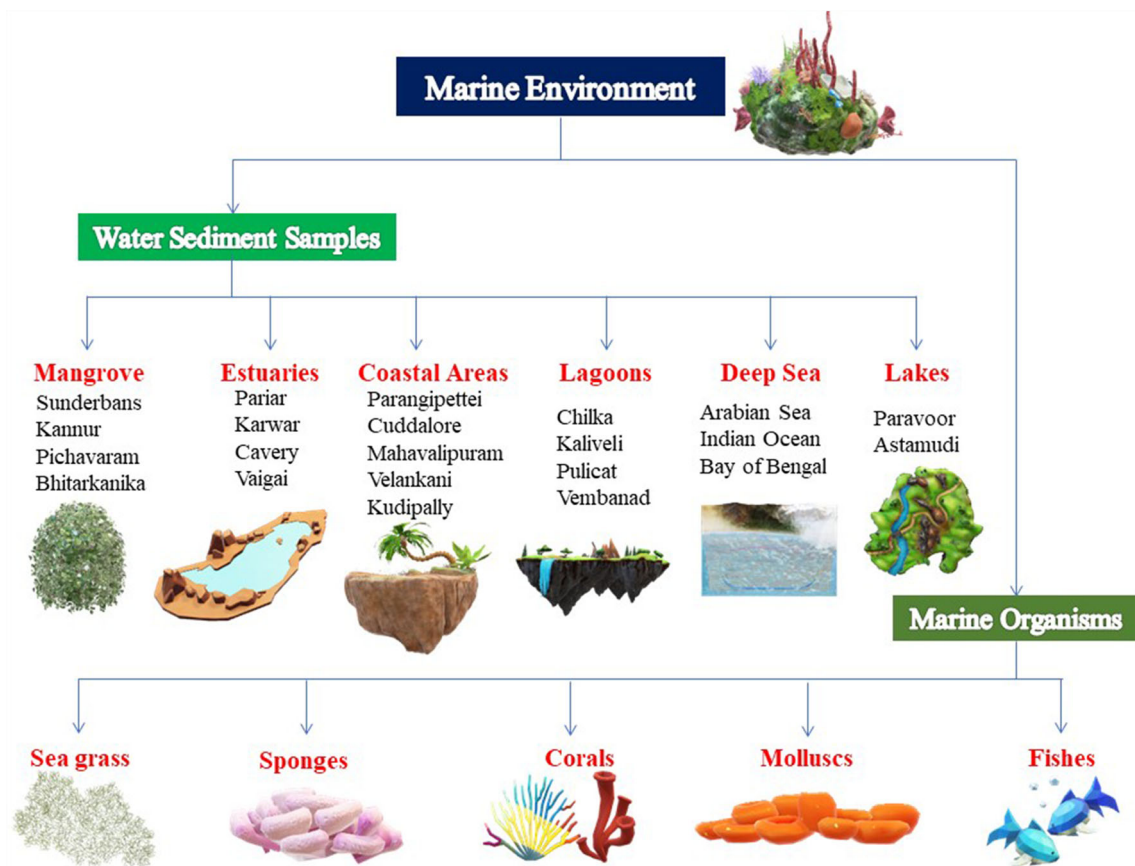 Marine Environment
Water Sediment Samples
Mangrove
Sunderbans
Kannur
Pichavaram
Bhitarkanika
Estuaries
Pariar
Karwar
Cavery
Vaigai
Coastal Areas
Parangipettei
Cuddalore
Mahavalipuram
Velankani
Kudipally
Lagoons
Chilka
Kaliveli
Pulicat
Vembanad
Deep Sea
Arabian Sea
Indian Ocean
Bay of Bengal
Lakes
Paravoor
Astamudi
Marine Organisms
Sea grass
Sponges
Corals
Molluscs
Fishes